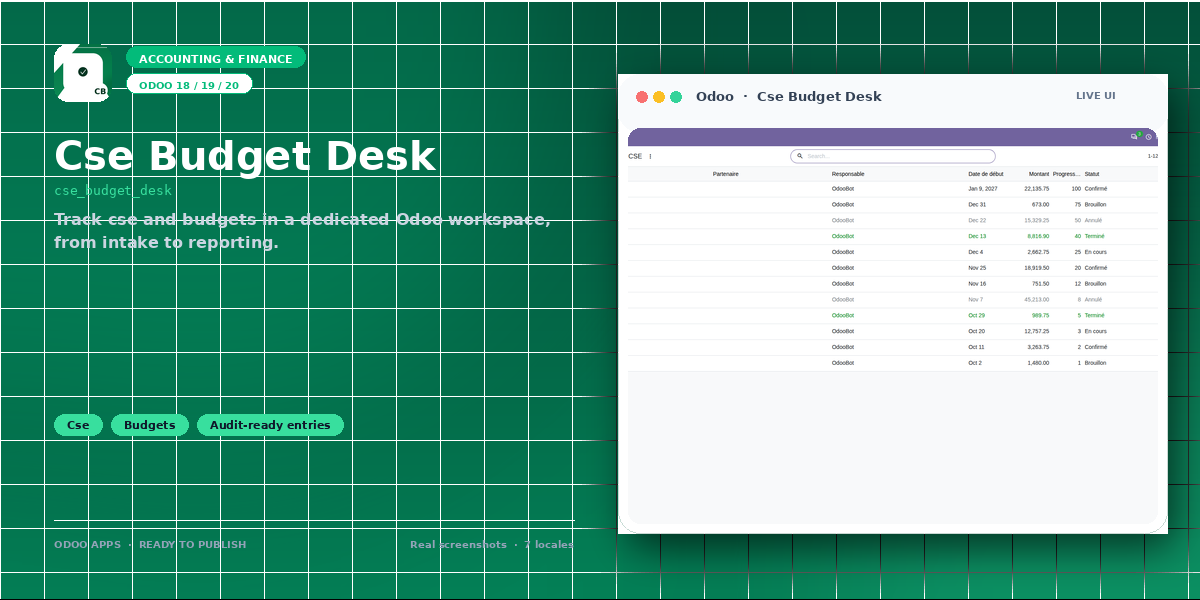 CB
ACCOUNTING & FINANCE
ODOO 18 / 19 / 20
Cse Budget Desk
cse_budget_desk
Track cse and budgets in a dedicated Odoo workspace,
from intake to reporting.
Cse
Budgets
Audit-ready entries
ODOO APPS · READY TO PUBLISH
Real screenshots · 7 locales
Odoo · Cse Budget Desk
LIVE UI
CSE
Search...
1-12
Partenaire Responsable Date de début Montant Progress... Statut
OdooBot Jan 9, 2027 22,135.75 100 Confirmé
OdooBot Dec 31 673.00 75 Brouillon
OdooBot Dec 22 15,329.25 50 Annulé
OdooBot Dec 13 8,816.90 40 Terminé
OdooBot Dec 4 2,662.75 25 En cours
OdooBot Nov 25 18,919.50 20 Confirmé
OdooBot Nov 16 751.50 12 Brouillon
OdooBot Nov 7 45,213.00 8 Annulé
OdooBot Oct 29 989.75 5 Terminé
OdooBot Oct 20 12,757.25 3 En cours
OdooBot Oct 11 3,263.75 2 Confirmé
OdooBot Oct 2 1,480.00 1 Brouillon